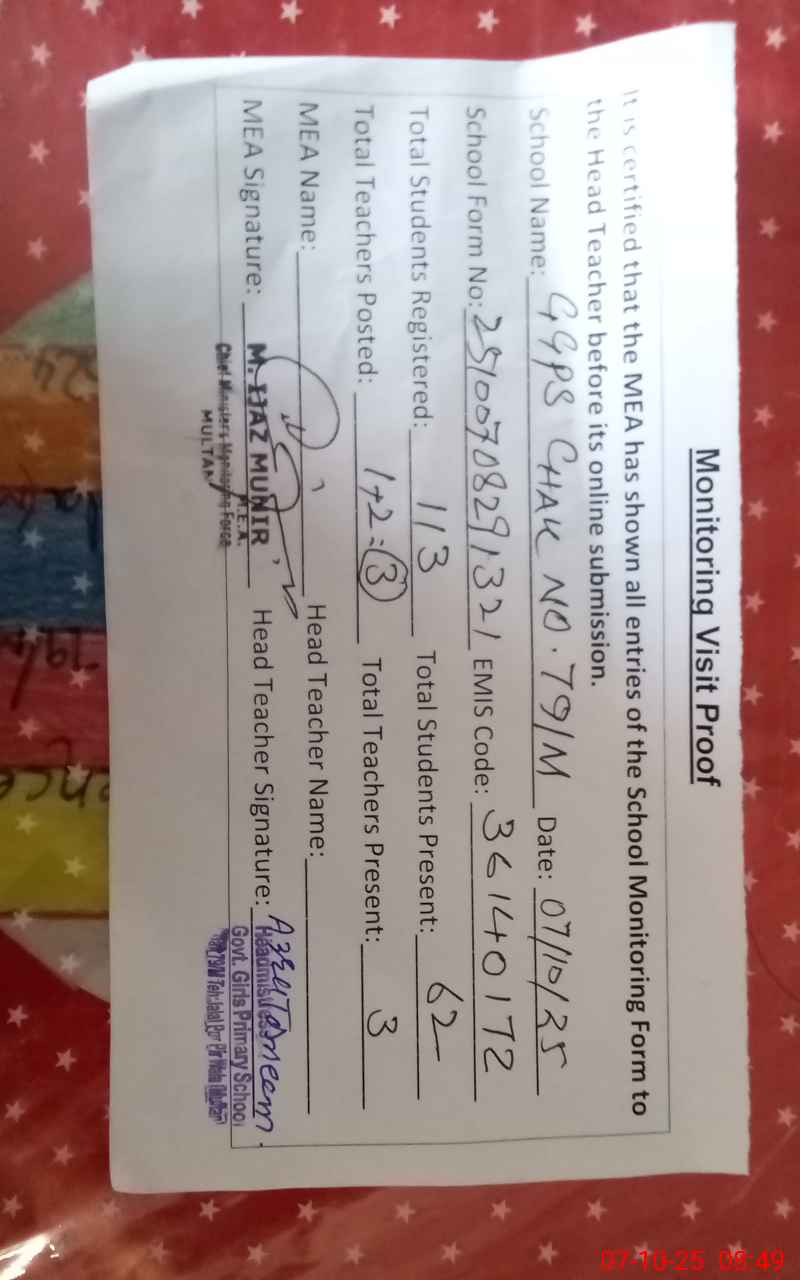 Monitoring Visit Proof
It is certified that the MEA has shown all entries of the School Monitoring Form to
the Head Teacher before its online submission.
School Name: GGPS CHAK NO. 79/M Date: 07/10/25
School Form No: 25100708291321 EMIS Code: 36140172
Total Students Registered: 113 Total Students Present: 62
Total Teachers Posted: 1+2=3 Total Teachers Present: 3
MEA Name: Head Teacher Name:
MEA Signature: Head Teacher Signature: Tasneem
M. IJAZ MUNIR
M.E.A.
Chief Minister's Monitoring Force
MULTAN
Headmistress
Govt. Girls Primary School
07-10-25 08:49